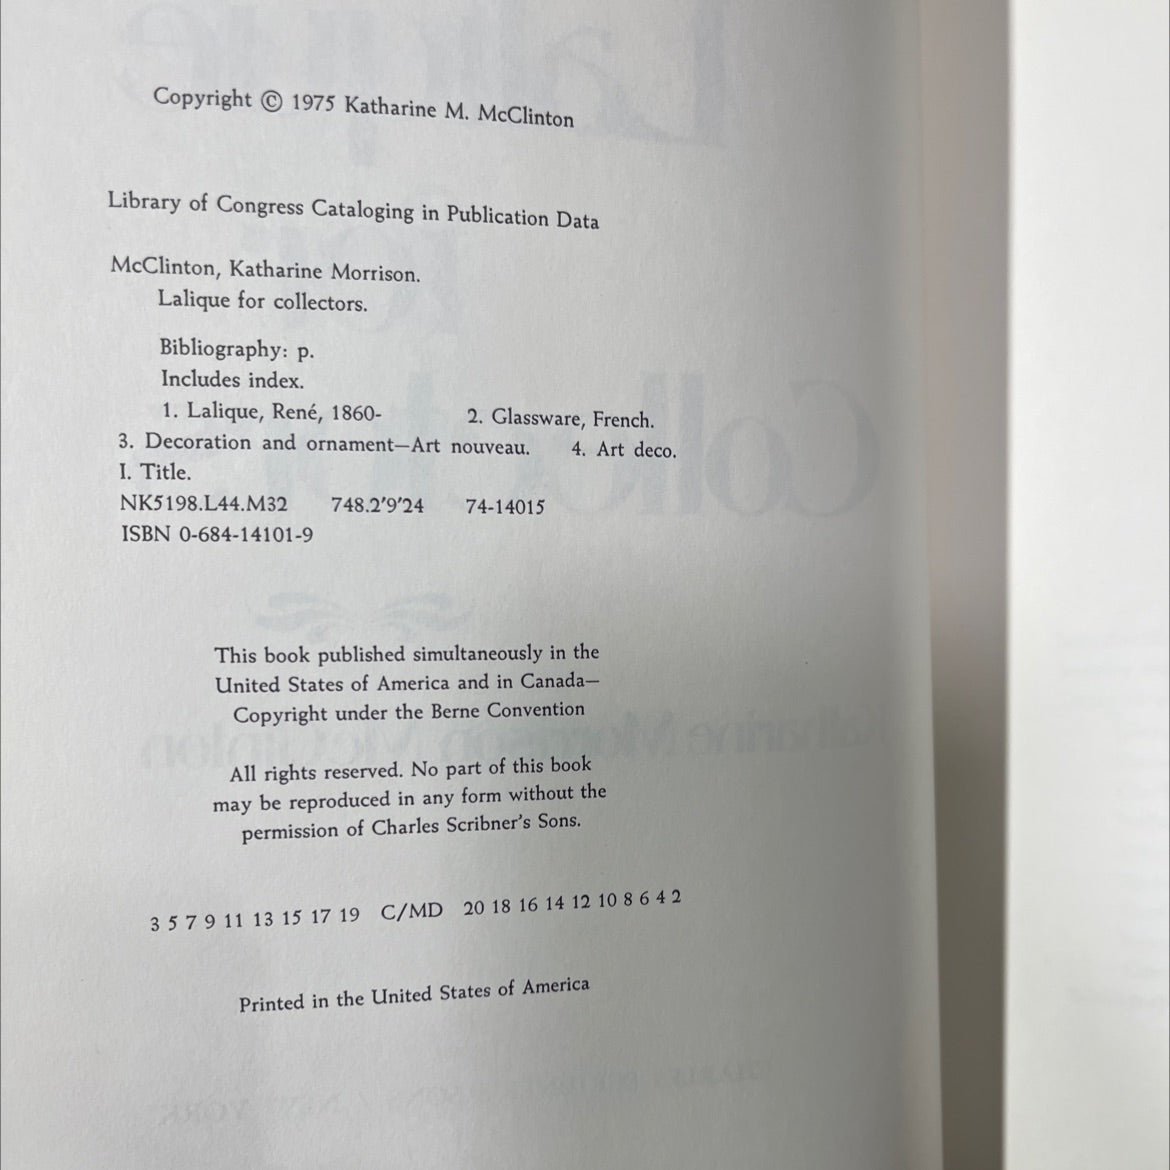 Copyright © 1975 Katharine M. McClinton
Library of Congress Cataloging in Publication Data
McClinton, Katharine Morrison.
Lalique for collectors.
Bibliography: p.
Includes index.
1. Lalique, René, 1860- 2. Glassware, French.
3. Decoration and ornament—Art nouveau. 4. Art deco.
I. Title.
NK5198.L44.M32 748.2′9′24 74-14015
ISBN 0-684-14101-9
This book published simultaneously in the
United States of America and in Canada—
Copyright under the Berne Convention
All rights reserved. No part of this book
may be reproduced in any form without the
permission of Charles Scribner's Sons.
3 5 7 9 11 13 15 17 19 C/MD 20 18 16 14 12 10 8 6 4 2
Printed in the United States of America